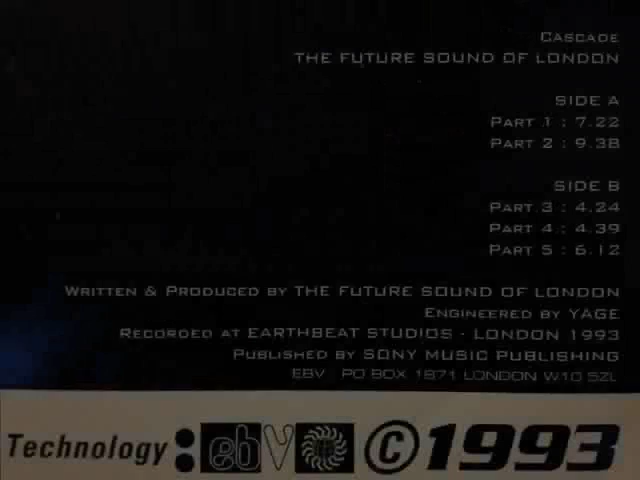 Cascade
THE FUTURE SOUND OF LONDON
SIDE A
Part 1 : 7.22
Part 2 : 9.38
SIDE B
Part 3 : 4.24
Part 4 : 4.39
Part 5 : 6.12
Written & Produced by THE FUTURE SOUND OF LONDON
Engineered by YAGE
Recorded at EARTHBEAT STUDIOS - LONDON 1993
Published by SONY MUSIC PUBLISHING
EBV PO BOX 1871 LONDON W10 5ZL
Technology : ebv © 1993